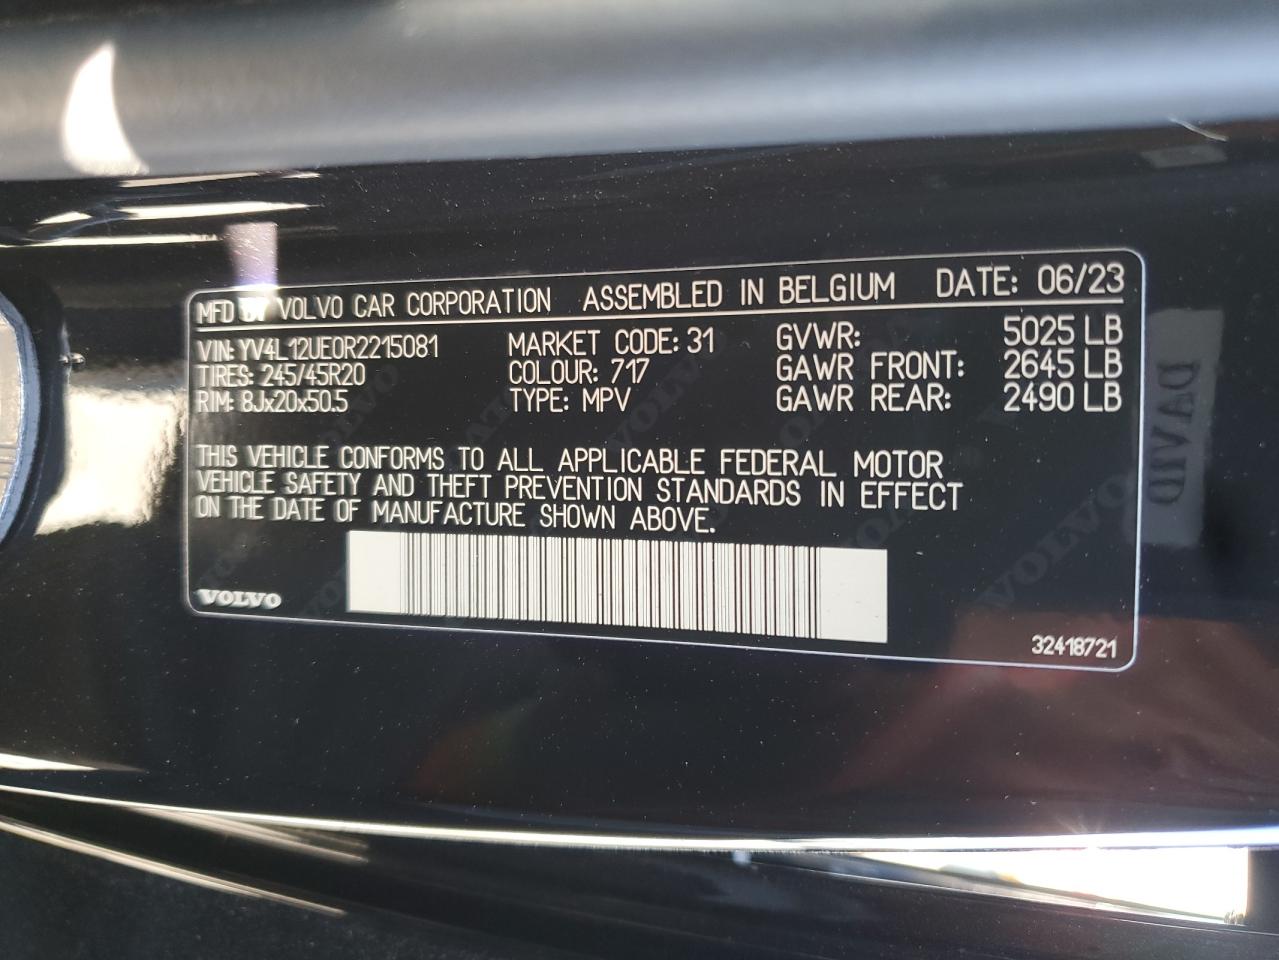 MFD BY VOLVO CAR CORPORATION ASSEMBLED IN BELGIUM DATE: 06/23
VIN: YV4L12UE0R2215081 MARKET CODE: 31 GVWR: 5025 LB
TIRES: 245/45R20 COLOUR: 717 GAWR FRONT: 2645 LB
RIM: 8Jx20x50.5 TYPE: MPV GAWR REAR: 2490 LB
THIS VEHICLE CONFORMS TO ALL APPLICABLE FEDERAL MOTOR
VEHICLE SAFETY AND THEFT PREVENTION STANDARDS IN EFFECT
ON THE DATE OF MANUFACTURE SHOWN ABOVE.
VOLVO
32418721
DAVID